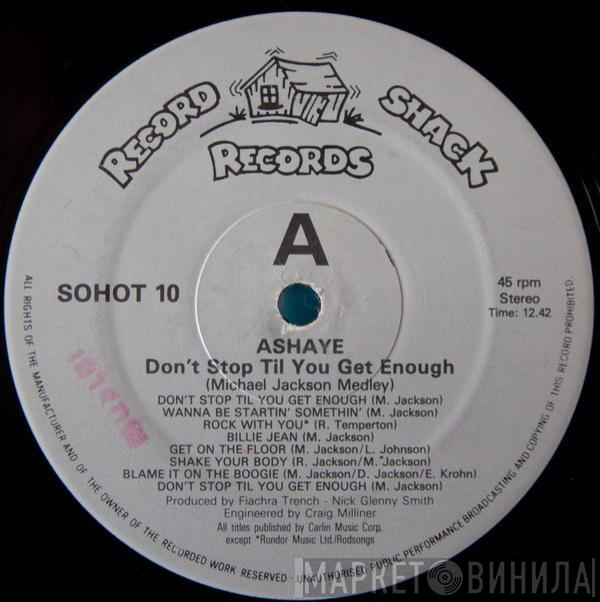 RECORD SHACK
RECORDS
A
SOHOT 10
45 rpm
Stereo
Time: 12.42
ASHAYE
Don't Stop Til You Get Enough
(Michael Jackson Medley)
DON'T STOP TIL YOU GET ENOUGH (M. Jackson)
WANNA BE STARTIN' SOMETHIN' (M. Jackson)
ROCK WITH YOU* (R. Temperton)
BILLIE JEAN (M. Jackson)
GET ON THE FLOOR (M. Jackson/L. Johnson)
SHAKE YOUR BODY (R. Jackson/M. Jackson)
BLAME IT ON THE BOOGIE (M. Jackson/D. Jackson/E. Krohn)
DON'T STOP TIL YOU GET ENOUGH (M. Jackson)
Produced by Fiachra Trench - Nick Glenny Smith
Engineered by Craig Milliner
All titles published by Carlin Music Corp.
except *Rondor Music Ltd/Rodsongs
ALL RIGHTS OF THE MANUFACTURER AND OF THE OWNER OF THE RECORDED WORK RESERVED - UNAUTHORISED PUBLIC PERFORMANCE BROADCASTING AND COPYING OF THIS RECORD PROHIBITED.
МАРКЕТ ВИНИЛА